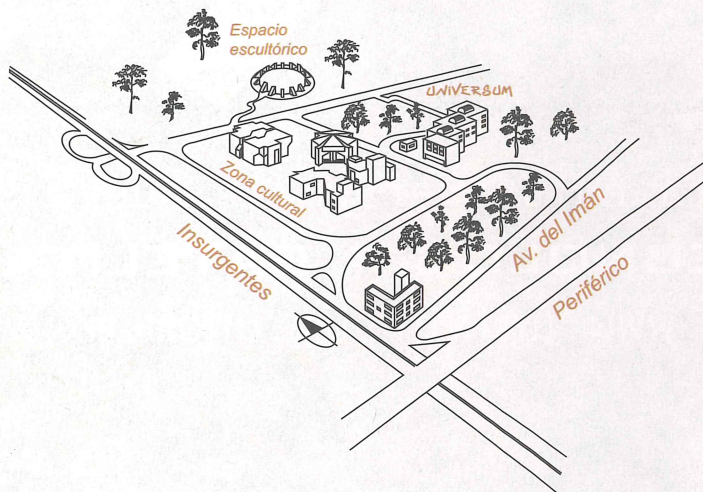 Espacio
escultórico
UNIVERSUM
Zona cultural
Insurgentes
Av. del Imán
Periférico